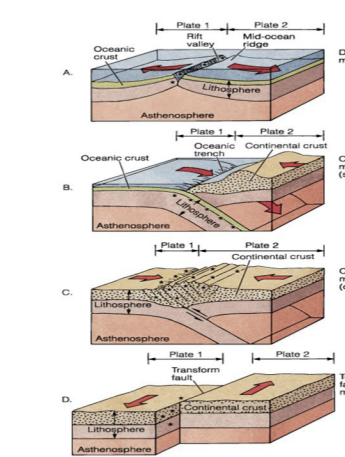 Plate 1 Plate 2
Rift
valley
Mid-ocean
ridge
Oceanic
crust
D
m
A.
Lithosphere
Asthenosphere
Plate 1 Plate 2
Oceanic
trench
Continental crust
Oceanic crust
C
m
(s
B.
Lithosphere
Asthenosphere
Plate 1 Plate 2
Continental crust
C
m
(c
C.
Lithosphere
Asthenosphere
Plate 1 Plate 2
Transform
fault
T
fa
m
D.
Continental crust
Lithosphere
Asthenosphere